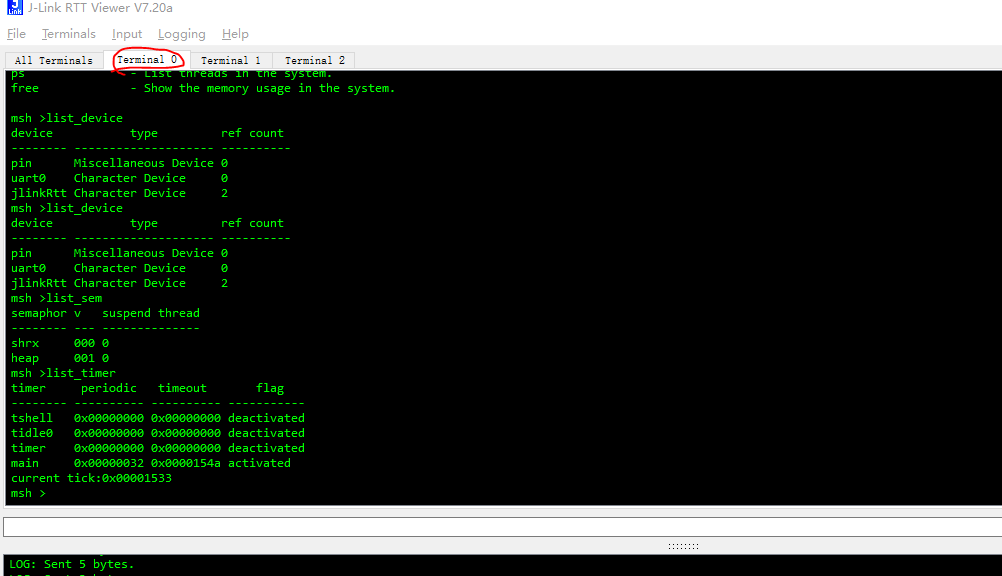 J-Link RTT Viewer V7.20a
File Terminals Input Logging Help
All Terminals Terminal 0 Terminal 1 Terminal 2
ps - List threads in the system.
free - Show the memory usage in the system.
msh >list_device
device type ref count
-------- -------------------- ----------
pin Miscellaneous Device 0
uart0 Character Device 0
jlinkRtt Character Device 2
msh >list_device
device type ref count
-------- -------------------- ----------
pin Miscellaneous Device 0
uart0 Character Device 0
jlinkRtt Character Device 2
msh >list_sem
semaphor v suspend thread
-------- --- --------------
shrx 000 0
heap 001 0
msh >list_timer
timer periodic timeout flag
-------- ---------- ---------- -----------
tshell 0x00000000 0x00000000 deactivated
tidle0 0x00000000 0x00000000 deactivated
timer 0x00000000 0x00000000 deactivated
main 0x00000032 0x0000154a activated
current tick:0x00001533
msh >
LOG: Sent 5 bytes.